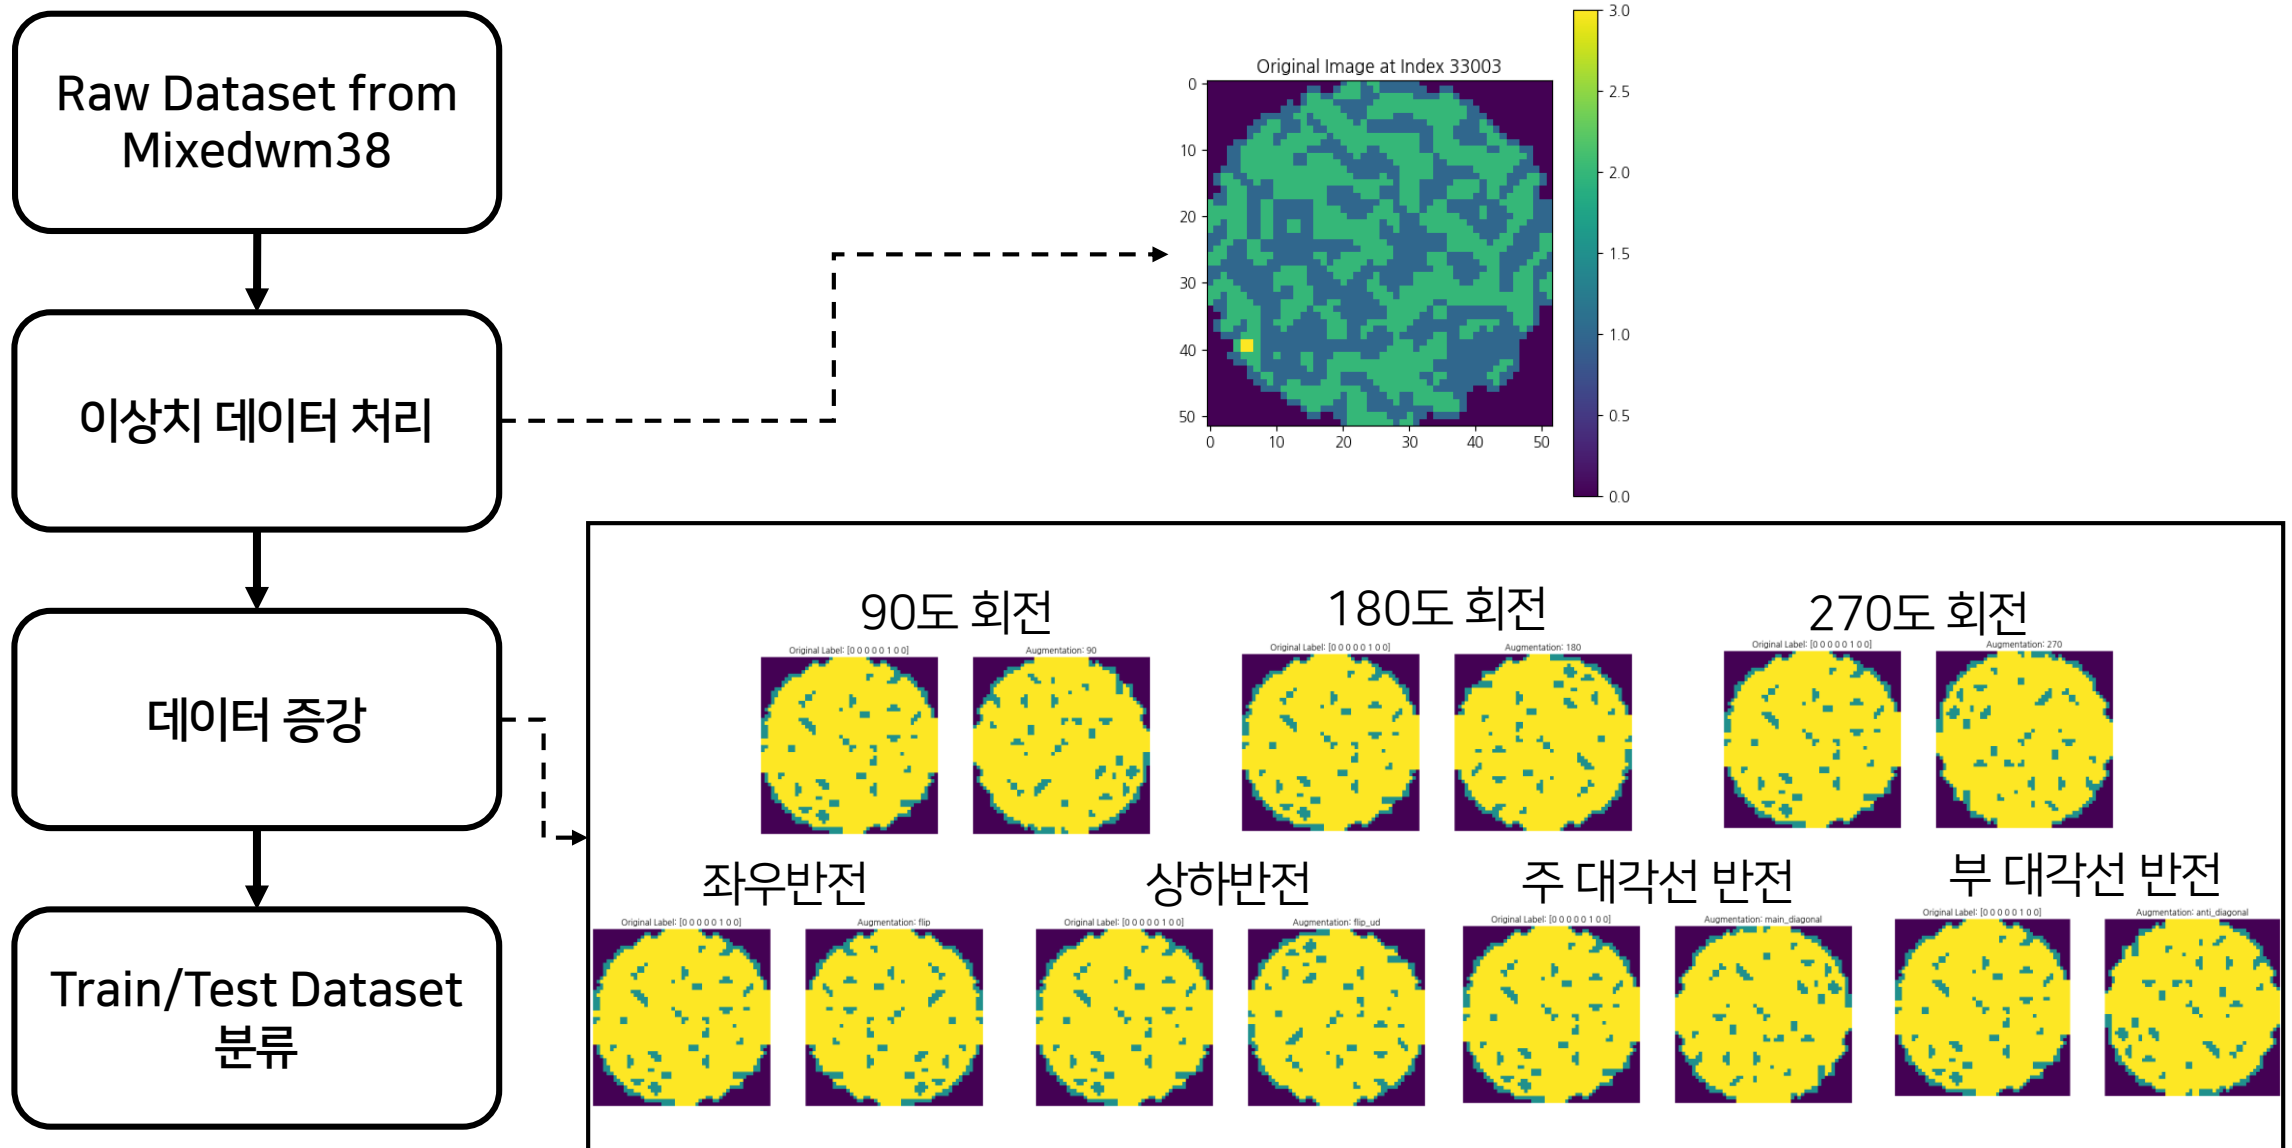 Raw Dataset from
Mixedwm38
이상치 데이터 처리
데이터 증강
Train/Test Dataset
분류
Original Image at Index 33003
0
10
20
30
40
50
0 10 20 30 40 50
3.0
2.5
2.0
1.5
1.0
0.5
0.0
90도 회전
Original Label: [0 0 0 0 0 1 0 0] Augmentation: 90
180도 회전
Original Label: [0 0 0 0 0 1 0 0] Augmentation: 180
270도 회전
Original Label: [0 0 0 0 0 1 0 0] Augmentation: 270
좌우반전
Original Label: [0 0 0 0 0 1 0 0] Augmentation: flip
상하반전
Original Label: [0 0 0 0 0 1 0 0] Augmentation: flip_ud
주 대각선 반전
Original Label: [0 0 0 0 0 1 0 0] Augmentation: main_diagonal
부 대각선 반전
Original Label: [0 0 0 0 0 1 0 0] Augmentation: anti_diagonal